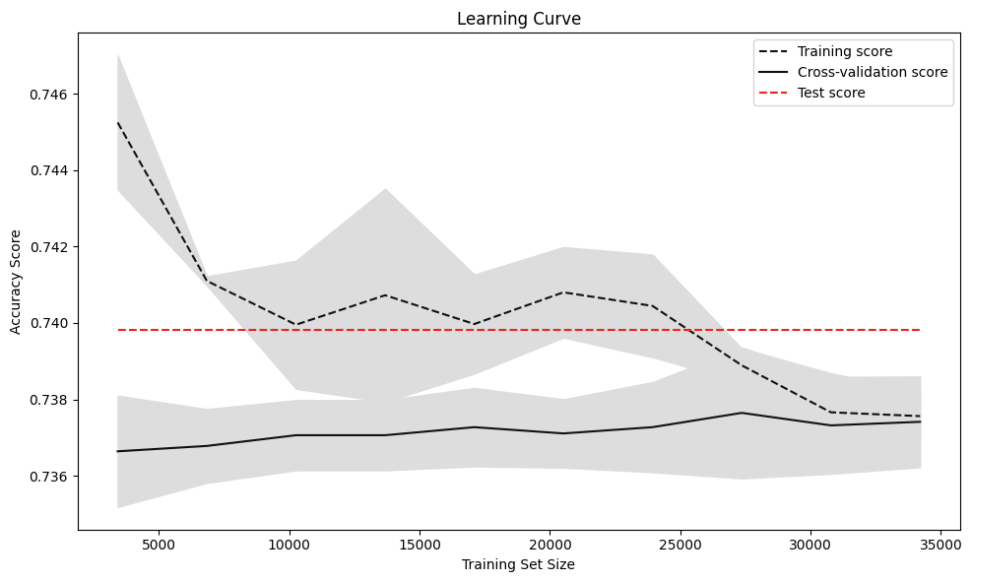 Learning Curve
Training score
Cross-validation score
Test score
0.746
0.744
0.742
0.740
0.738
0.736
Accuracy Score
5000 10000 15000 20000 25000 30000 35000
Training Set Size